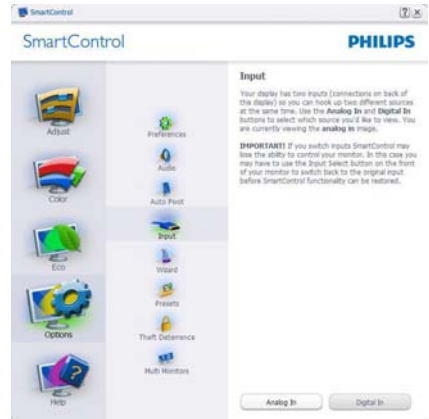 SmartControl
SmartControl
PHILIPS
Adjust
Color
Eco
Options
Help
Preferences
Audio
Auto Pivot
Input
Wizard
Presets
Theft Deterrence
Multi Monitors
Input
Your display has two inputs (connections on back of
the display) so you can hook up two different sources
at the same time. Use the Analog In and Digital In
buttons to select which source you'd like to view. You
are currently viewing the analog in image.
IMPORTANT! If you switch inputs SmartControl may
lose the ability to control your monitor. In this case you
may have to use the Input Select button on the front
of your monitor to switch back to the original input
before SmartControl functionality can be restored.
Analog In
Digital In